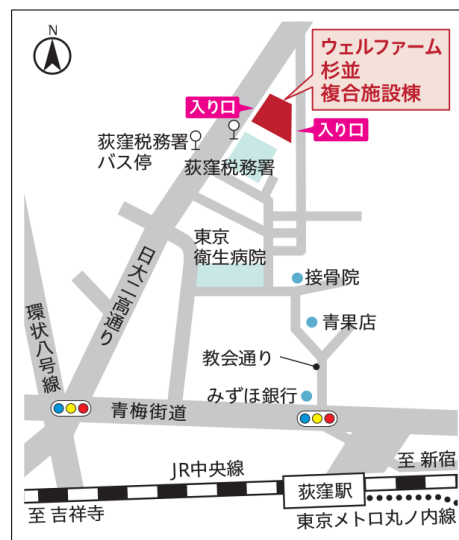 N
ウェルファーム
杉並
複合施設棟
入り口
入り口
荻窪税務署
バス停
荻窪税務署
東京
衛生病院
日大二高通り
接骨院
青果店
環状八号線
教会通り
みずほ銀行
青梅街道
JR中央線
至 新宿
荻窪駅
至 吉祥寺
東京メトロ丸ノ内線